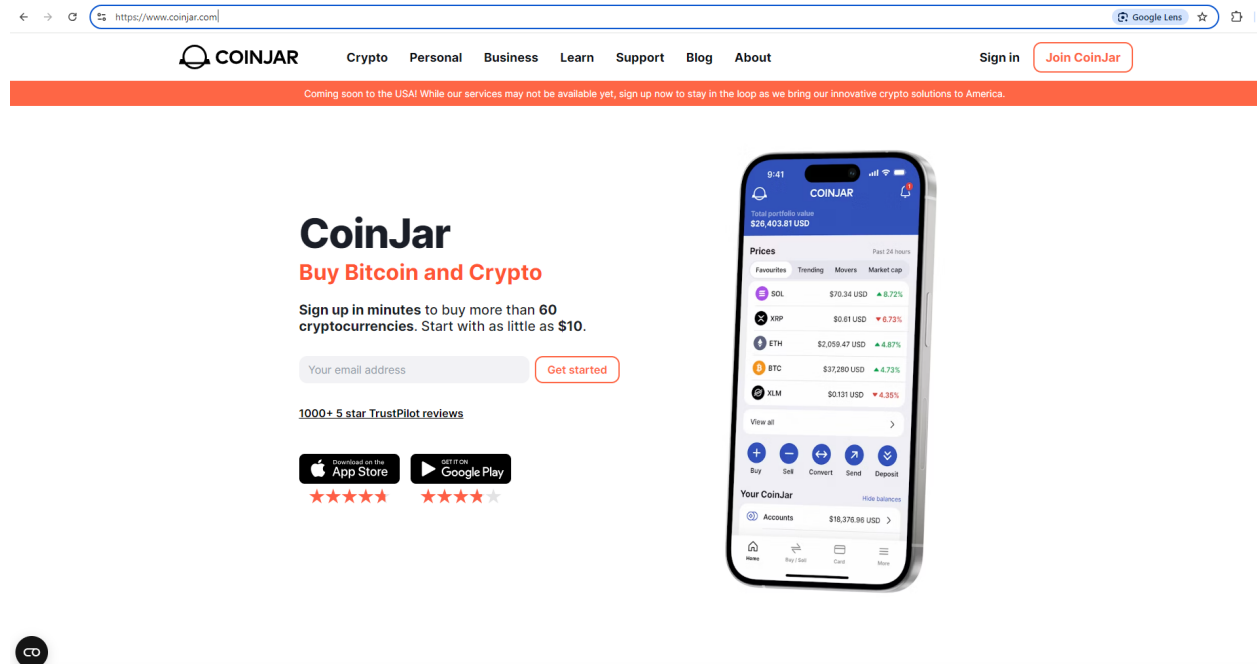 https://www.coinjar.com
Google Lens
COINJAR
Crypto Personal Business Learn Support Blog About
Sign in Join CoinJar
Coming soon to the USA! While our services may not be available yet, sign up now to stay in the loop as we bring our innovative crypto solutions to America.
CoinJar
Buy Bitcoin and Crypto
Sign up in minutes to buy more than 60
cryptocurrencies. Start with as little as $10.
Your email address Get started
1000+ 5 star TrustPilot reviews
Download on the
App Store
GET IT ON
Google Play
9:41
COINJAR
1
Total portfolio value
$26,403.81 USD
Prices Past 24 hours
Favourites Trending Movers Market cap
SOL $70.34 USD ▲ 8.72%
XRP $0.61 USD ▼ 6.73%
ETH $2,059.47 USD ▲ 4.87%
BTC $37,280 USD ▲ 4.73%
XLM $0.131 USD ▼ 4.35%
View all
Buy Sell Convert Send Deposit
Your CoinJar Hide balances
Accounts $18,376.96 USD
Home Buy / Sell Card More